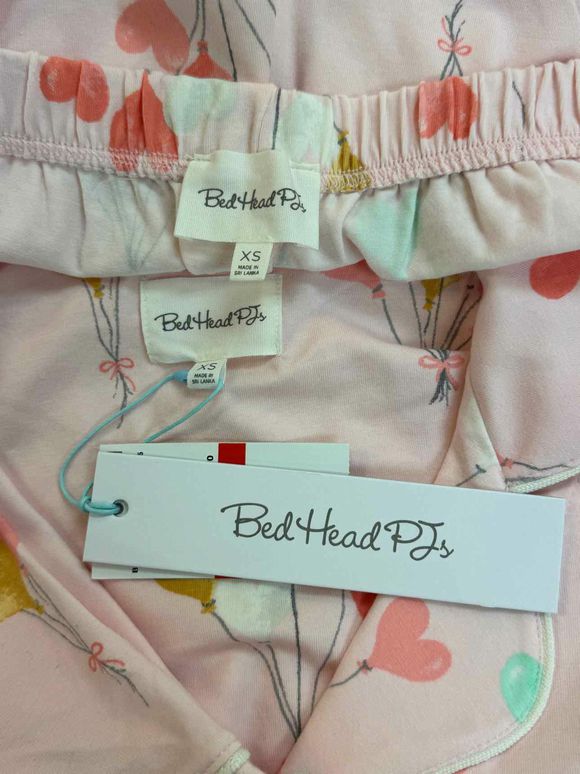 Bed Head PJs
XS
MADE IN
SRI LANKA
Bed Head PJs
XS
MADE IN
SRI LANKA
Bed Head PJs